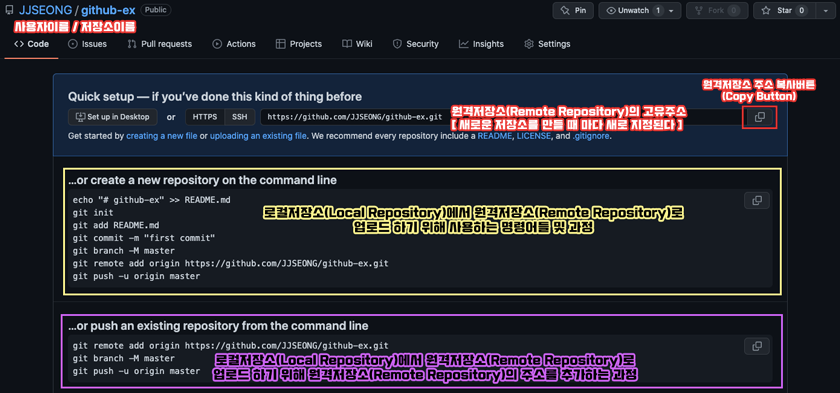 JJSEONG / github-ex Public
Pin Unwatch 1 Fork 0 Star 0
사용자이름 / 저장소이름
Code Issues Pull requests Actions Projects Wiki Security Insights Settings
Quick setup — if you've done this kind of thing before
원격저장소 주소 복사버튼
(Copy Button)
Set up in Desktop or HTTPS SSH https://github.com/JJSEONG/github-ex.git
원격저장소(Remote Repository)의 고유주소
[ 새로운 저장소를 만들 때 마다 새로 지정된다 ]
Get started by creating a new file or uploading an existing file. We recommend every repository include a README, LICENSE, and .gitignore.
...or create a new repository on the command line
echo "# github-ex" >> README.md
git init
git add README.md
git commit -m "first commit"
git branch -M master
git remote add origin https://github.com/JJSEONG/github-ex.git
git push -u origin master
로컬저장소(Local Repository)에서 원격저장소(Remote Repository)로
업로드 하기 위해 사용하는 명령어들 및 과정
...or push an existing repository from the command line
git remote add origin https://github.com/JJSEONG/github-ex.git
git branch -M master
git push -u origin master
로컬저장소(Local Repository)에서 원격저장소(Remote Repository)로
업로드 하기 위해 원격저장소(Remote Repository)의 주소를 추가하는 과정